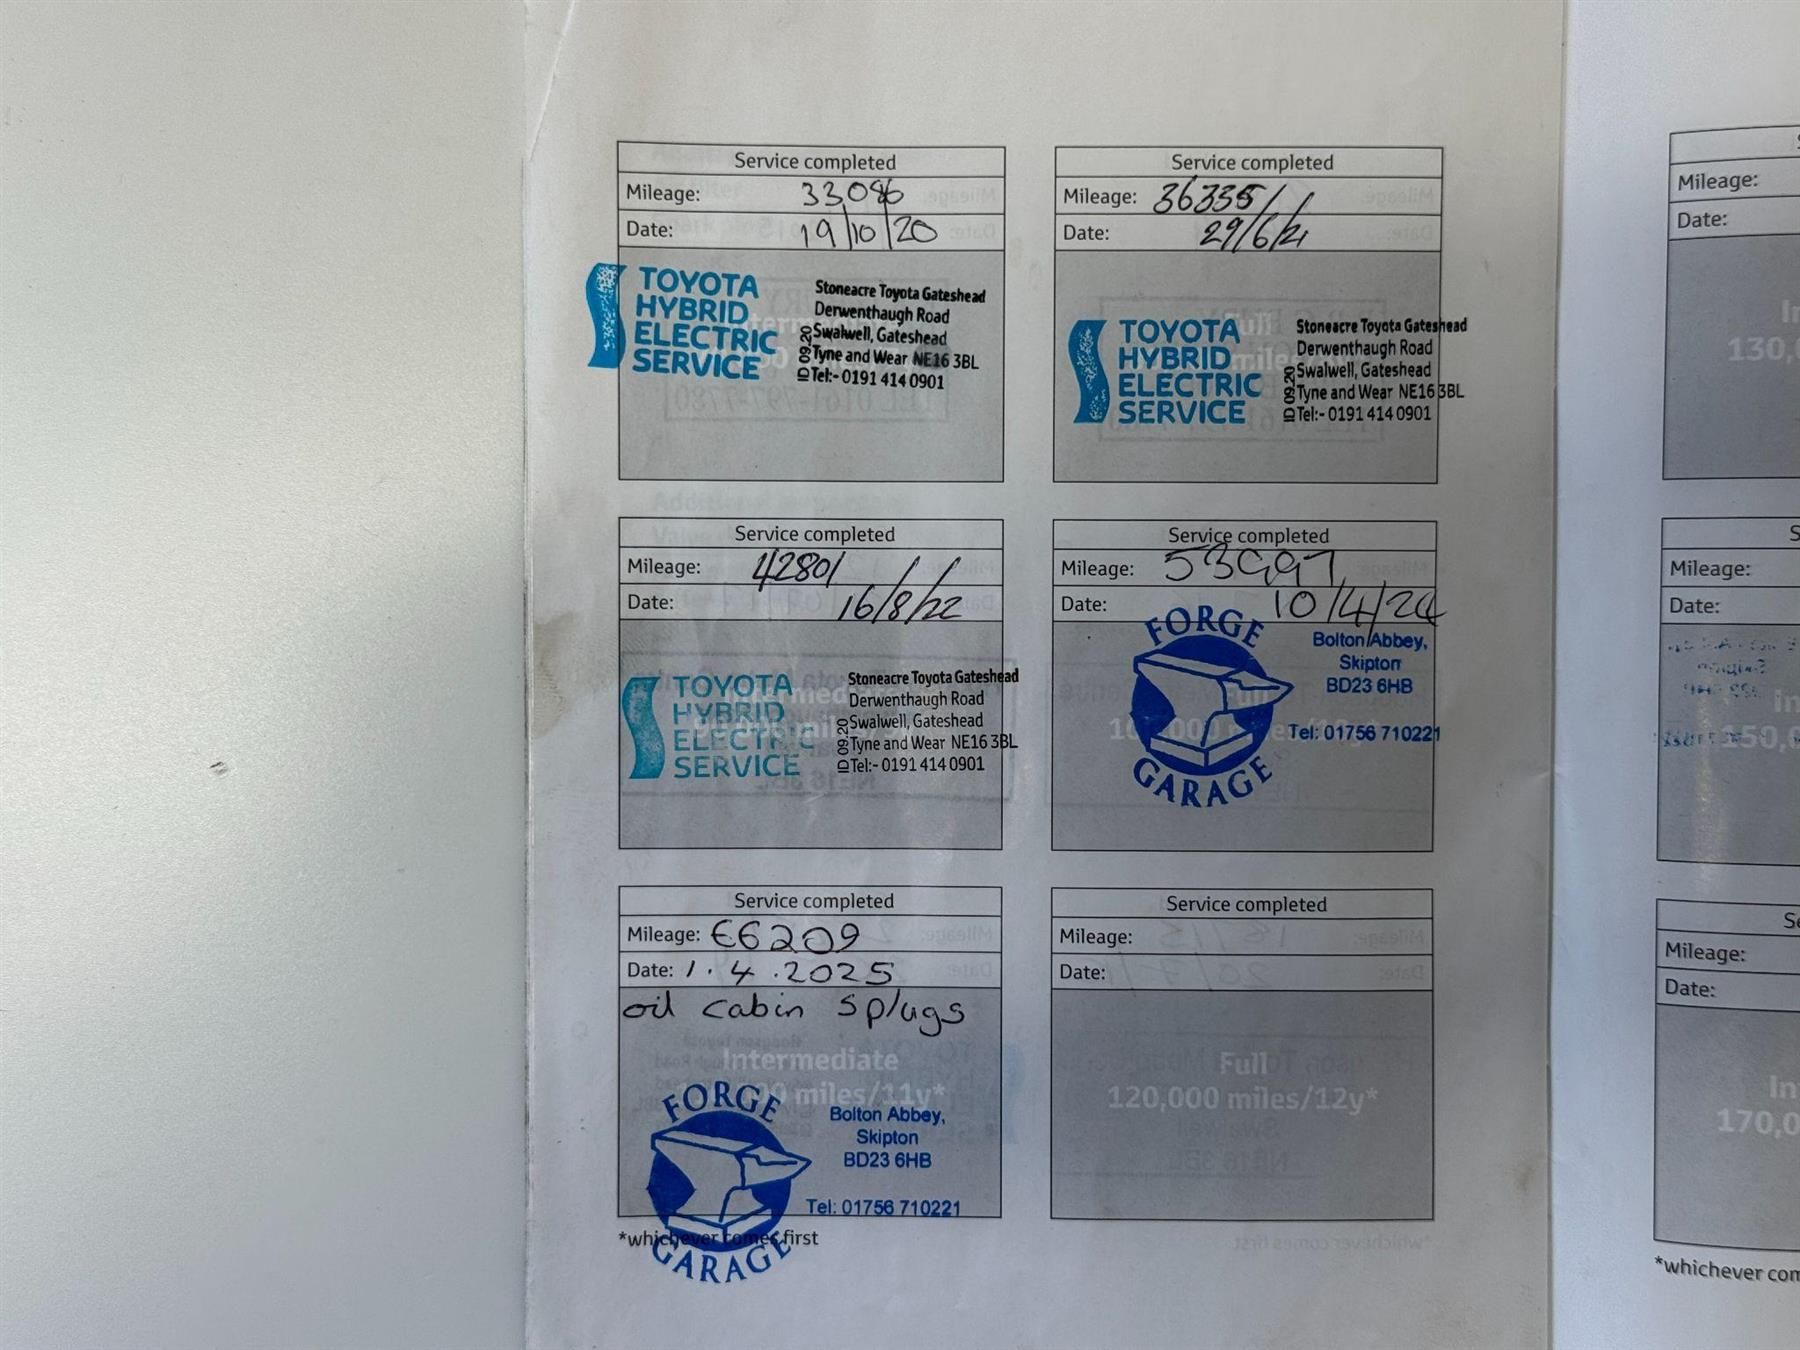 Service completed
Mileage: 33086
Date: 19/10/20
TOYOTA
HYBRID
ELECTRIC
SERVICE
Stoneacre Toyota Gateshead
Derwenthaugh Road
Swalwell, Gateshead
Tyne and Wear NE16 3BL
Tel:- 0191 414 0901
ID 09.20
Service completed
Mileage: 36335
Date: 29/6/21
Full
TOYOTA
HYBRID
ELECTRIC
SERVICE
Stoneacre Toyota Gateshead
Derwenthaugh Road
Swalwell, Gateshead
Tyne and Wear NE16 3BL
Tel:- 0191 414 0901
ID 09.20
Service completed
Mileage: 42801
Date: 16/8/22
TOYOTA
HYBRID
ELECTRIC
SERVICE
Stoneacre Toyota Gateshead
Derwenthaugh Road
Swalwell, Gateshead
Tyne and Wear NE16 3BL
Tel:- 0191 414 0901
ID 09.20
Service completed
Mileage: 53997
Date: 10/4/24
FORGE
GARAGE
Bolton Abbey,
Skipton
BD23 6HB
Tel: 01756 710221
Service completed
Mileage: 66209
Date: 1.4.2025
oil cabin s plugs
Intermediate
miles/11y*
FORGE
GARAGE
Bolton Abbey,
Skipton
BD23 6HB
Tel: 01756 710221
*whichever comes first
Service completed
Mileage:
Date:
Full
120,000 miles/12y*
Mileage:
Date:
In
130,
Mileage:
Date:
In
150,0
Mileage:
Date:
In
170,0
*whichever com